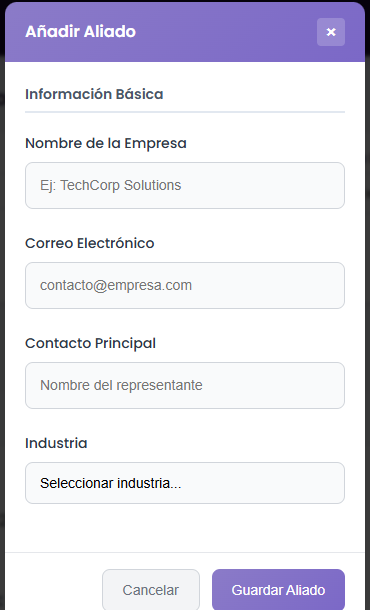 Añadir Aliado
×
Información Básica
Nombre de la Empresa
Ej: TechCorp Solutions
Correo Electrónico
contacto@empresa.com
Contacto Principal
Nombre del representante
Industria
Seleccionar industria...
Cancelar
Guardar Aliado